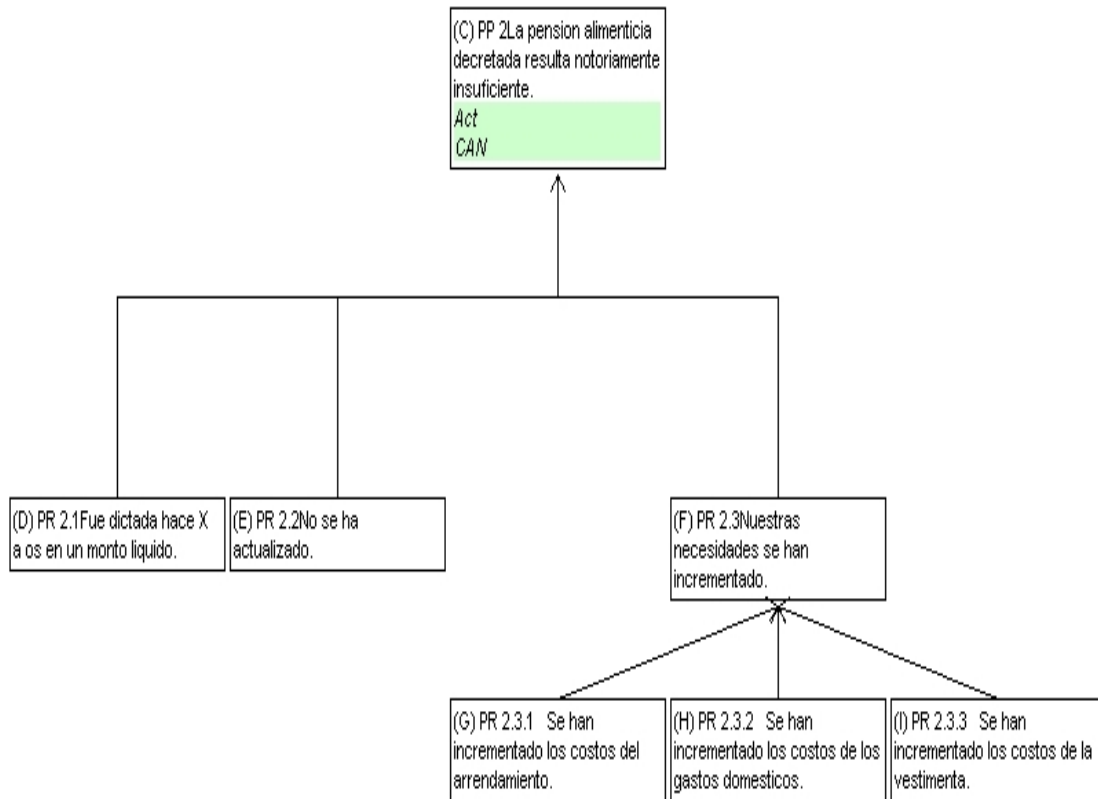 (C) PP 2La pension alimenticia
decretada resulta notoriamente
insuficiente.
Act
CAN
(D) PR 2.1Fue dictada hace X
a os en un monto liquido.
(E) PR 2.2No se ha
actualizado.
(F) PR 2.3Nuestras
necesidades se han
incrementado.
(G) PR 2.3.1 Se han
incrementado los costos del
arrendamiento.
(H) PR 2.3.2 Se han
incrementado los costos de los
gastos domesticos.
(I) PR 2.3.3 Se han
incrementado los costos de la
vestimenta.